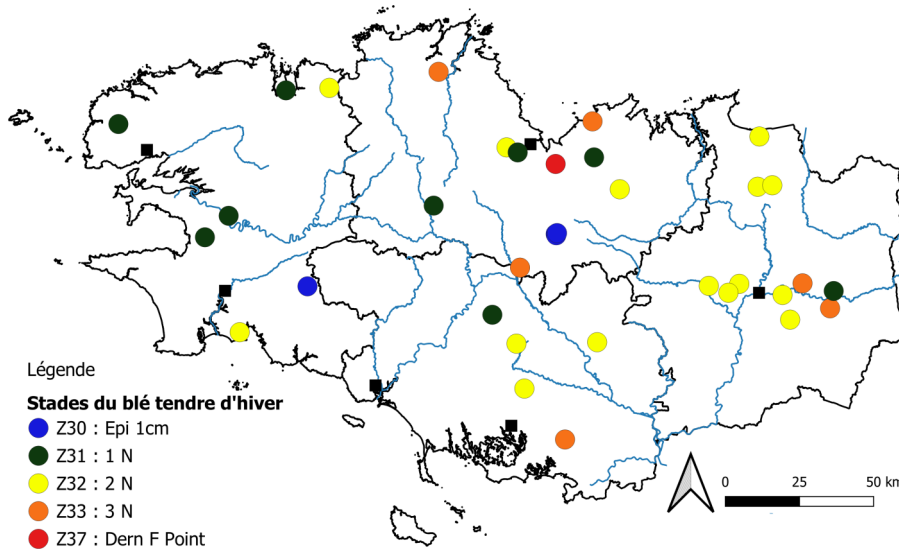 Légende
Stades du blé tendre d'hiver
Z30 : Epi 1cm
Z31 : 1 N
Z32 : 2 N
Z33 : 3 N
Z37 : Dern F Point
0 25 50 km